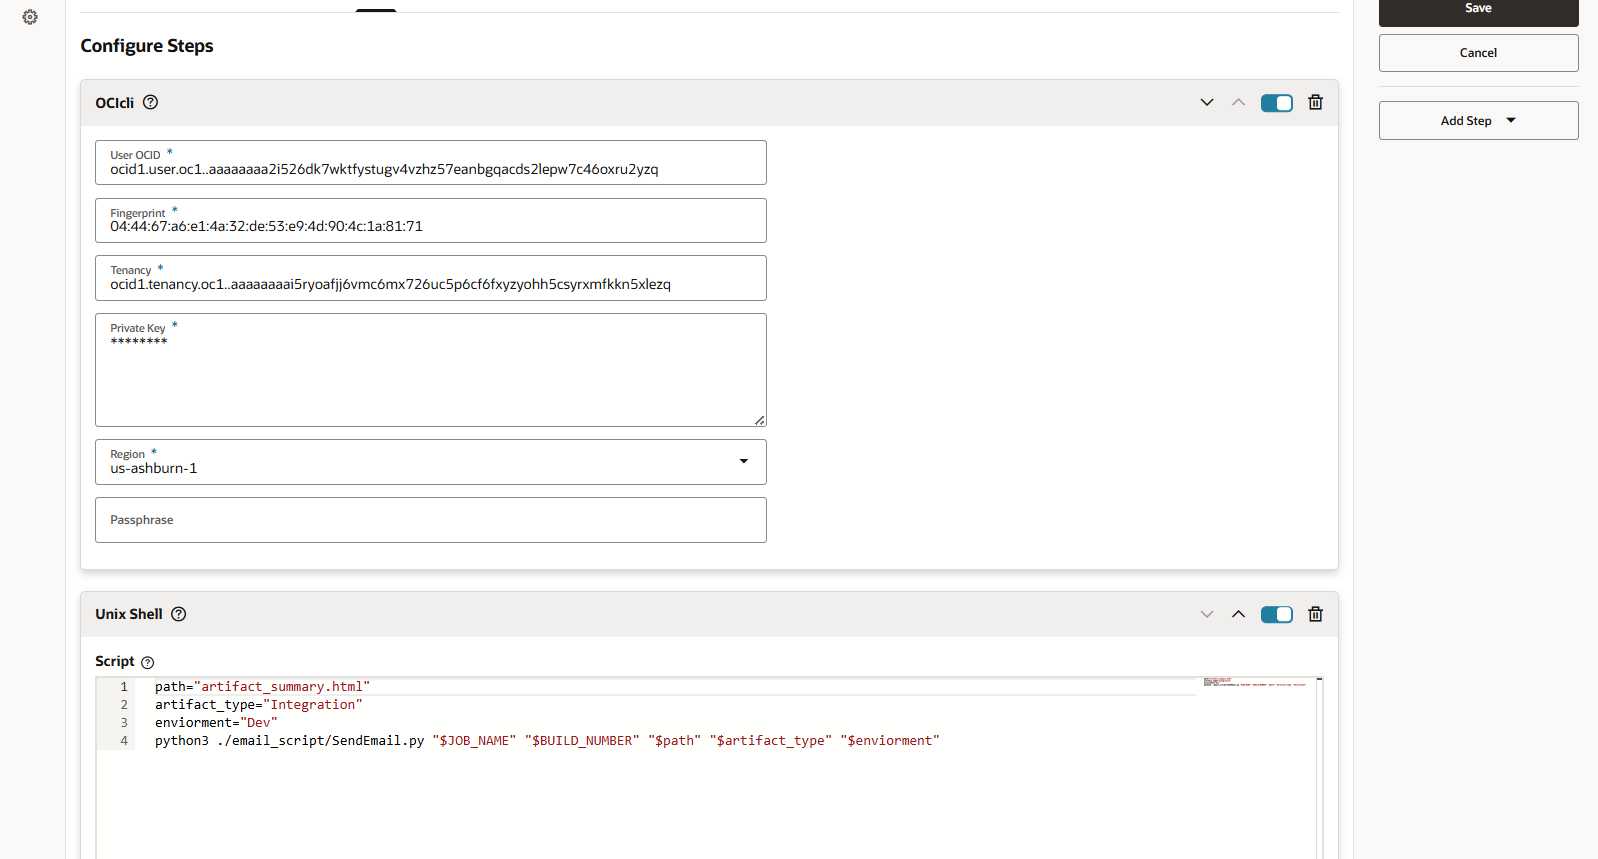 Save
Cancel
Add Step
Configure Steps
OCIcli
User OCID *
ocid1.user.oc1..aaaaaaaa2i526dk7wktfystugv4vzhz57eanbgqacds2lepw7c46oxru2yzq
Fingerprint *
04:44:67:a6:e1:4a:32:de:53:e9:4d:90:4c:1a:81:71
Tenancy *
ocid1.tenancy.oc1..aaaaaaaai5ryoafjj6vmc6mx726uc5p6cf6fxyzyohh5csyrxmfkkn5xlezq
Private Key *
********
Region *
us-ashburn-1
Passphrase
Unix Shell
Script
1 path="artifact_summary.html"
2 artifact_type="Integration"
3 enviorment="Dev"
4 python3 ./email_script/SendEmail.py "$JOB_NAME" "$BUILD_NUMBER" "$path" "$artifact_type" "$enviorment"